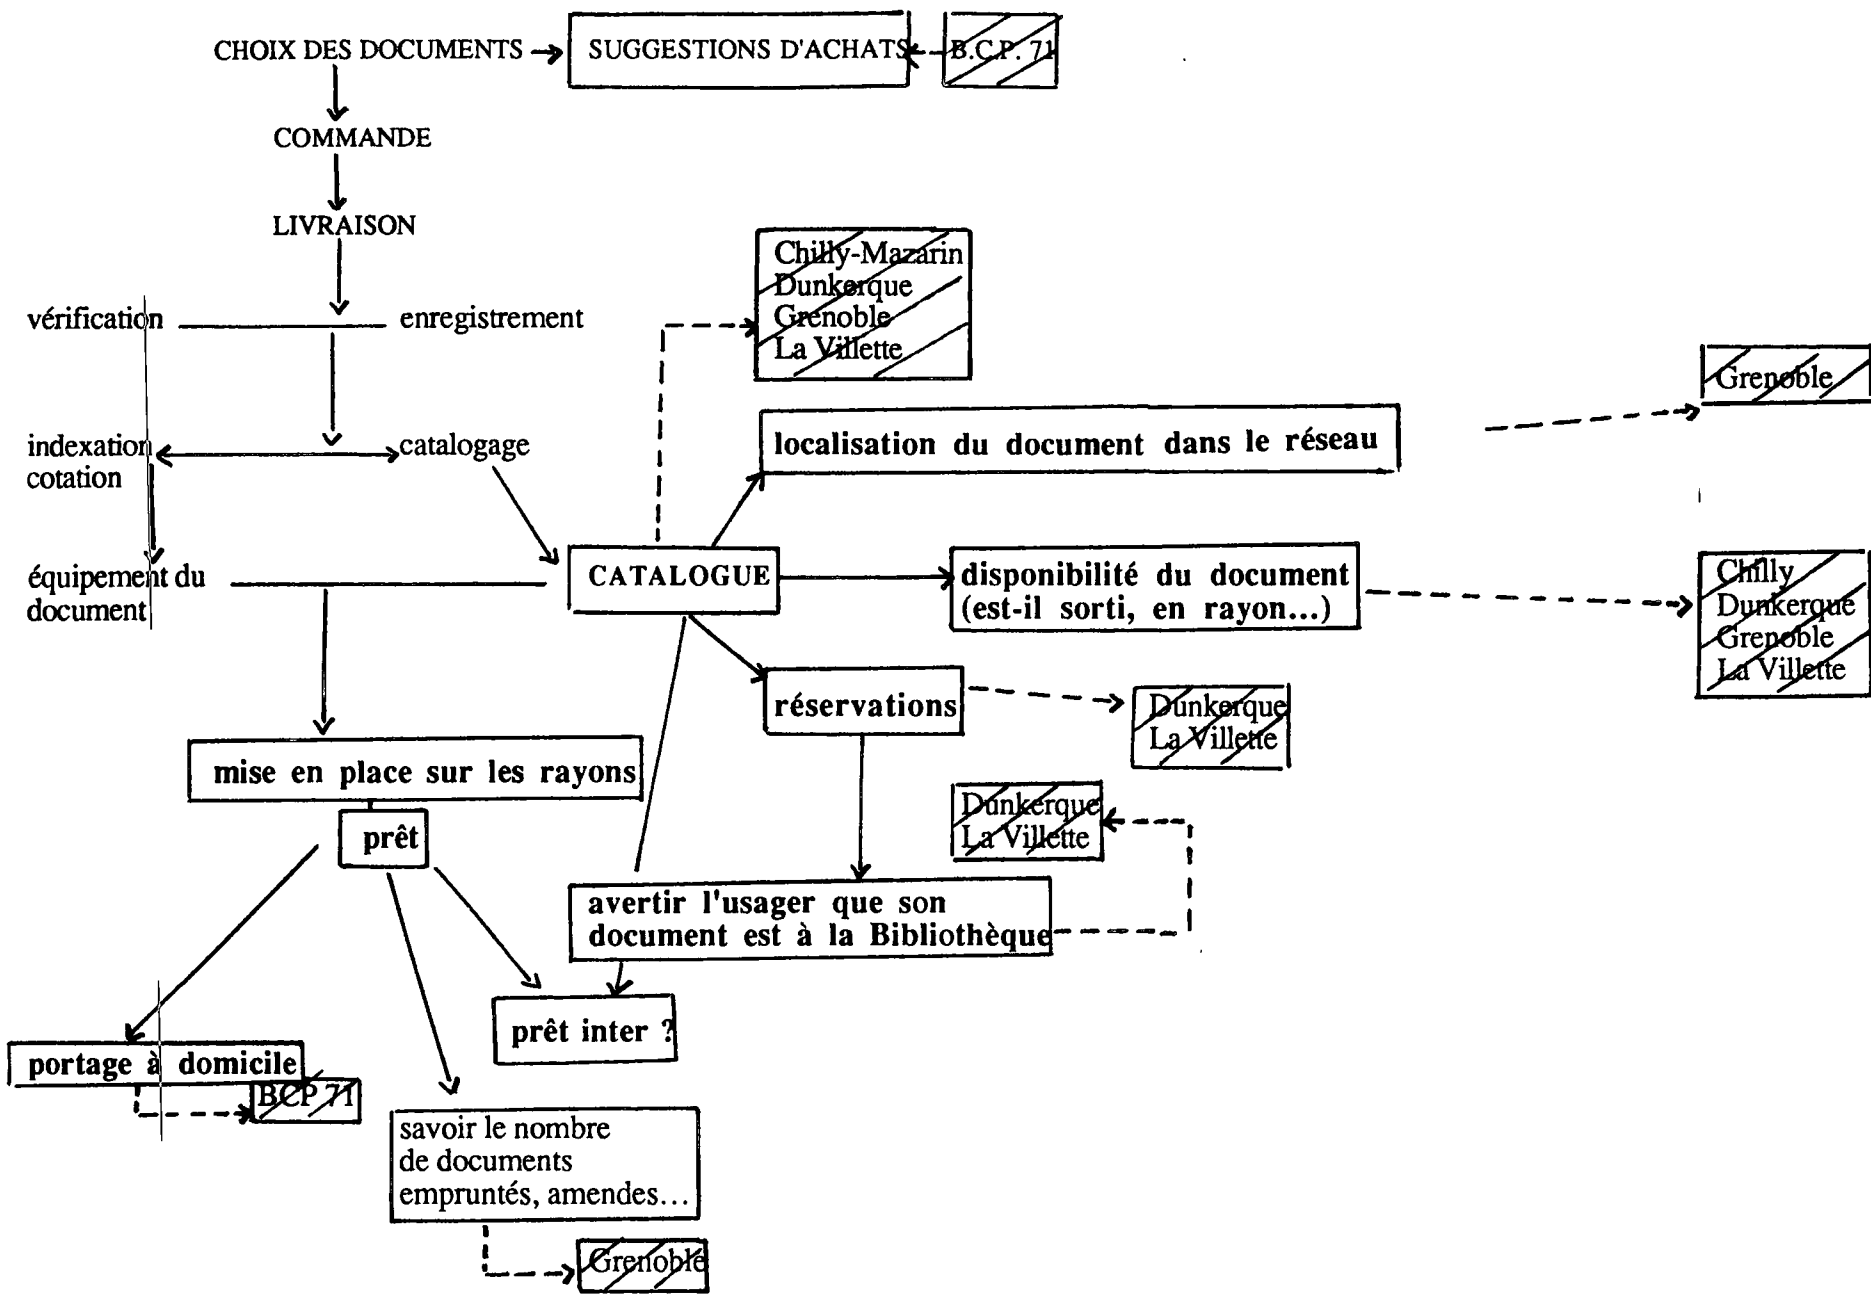 CHOIX DES DOCUMENTS
SUGGESTIONS D'ACHATS
B.C.P. 71
COMMANDE
LIVRAISON
vérification
enregistrement
Chilly-Mazarin
Dunkerque
Grenoble
La Villette
Grenoble
localisation du document dans le réseau
indexation
cotation
catalogage
équipement du
document
CATALOGUE
disponibilité du document
(est-il sorti, en rayon...)
Chilly
Dunkerque
Grenoble
La Villette
réservations
Dunkerque
La Villette
mise en place sur les rayons
prêt
Dunkerque
La Villette
avertir l'usager que son
document est à la Bibliothèque
prêt inter ?
portage à domicile
BCP 71
savoir le nombre
de documents
empruntés, amendes...
Grenoble